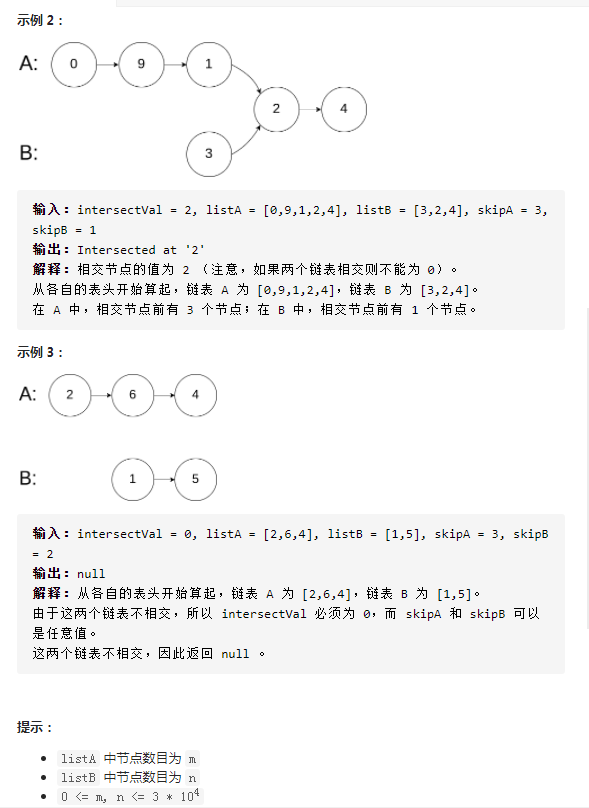 示例 2：
A: 0 9 1
2 4
B: 3
输入：intersectVal = 2, listA = [0,9,1,2,4], listB = [3,2,4], skipA = 3,
skipB = 1
输出：Intersected at '2'
解释：相交节点的值为 2 （注意，如果两个链表相交则不能为 0）。
从各自的表头开始算起，链表 A 为 [0,9,1,2,4]，链表 B 为 [3,2,4]。
在 A 中，相交节点前有 3 个节点；在 B 中，相交节点前有 1 个节点。
示例 3：
A: 2 6 4
B: 1 5
输入：intersectVal = 0, listA = [2,6,4], listB = [1,5], skipA = 3, skipB
= 2
输出：null
解释：从各自的表头开始算起，链表 A 为 [2,6,4]，链表 B 为 [1,5]。
由于这两个链表不相交，所以 intersectVal 必须为 0，而 skipA 和 skipB 可以
是任意值。
这两个链表不相交，因此返回 null 。
提示：
• listA 中节点数目为 m
• listB 中节点数目为 n
• 0 <= m, n <= 3 * 10⁴